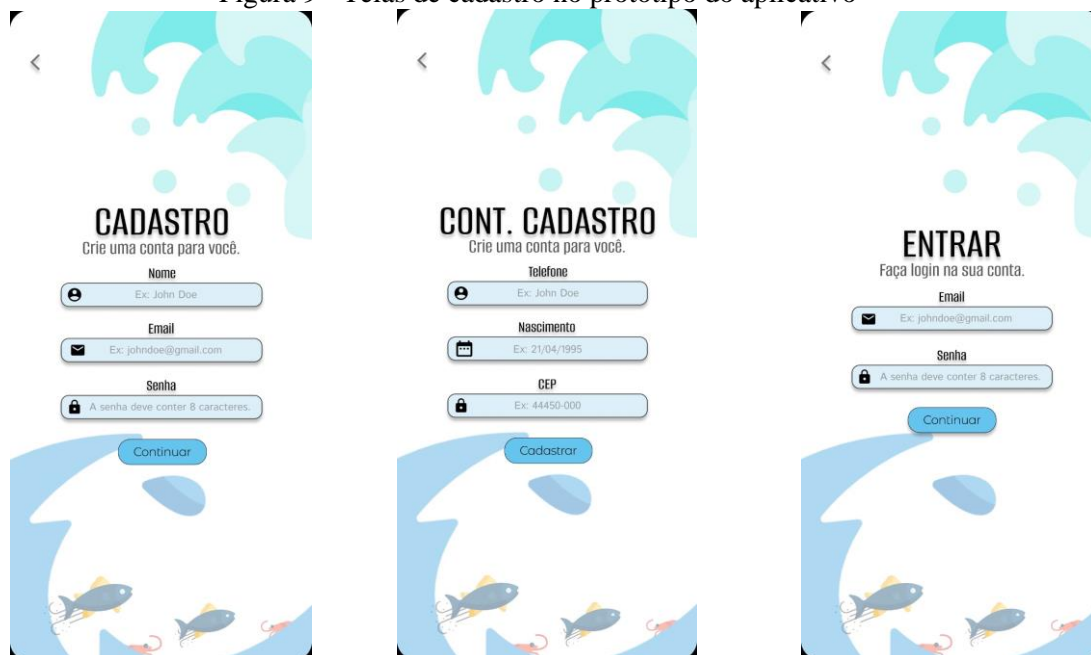 Figura 9 - Telas de cadastro no protótipo do aplicativo
CADASTRO
Crie uma conta para você.
Nome
Ex: John Doe
Email
Ex: johndoe@gmail.com
Senha
A senha deve conter 8 caracteres.
Continuar
CONT. CADASTRO
Crie uma conta para você.
Telefone
Ex: John Doe
Nascimento
Ex: 21/04/1995
CEP
Ex: 44450-000
Cadastrar
ENTRAR
Faça login na sua conta.
Email
Ex: johndoe@gmail.com
Senha
A senha deve conter 8 caracteres.
Continuar